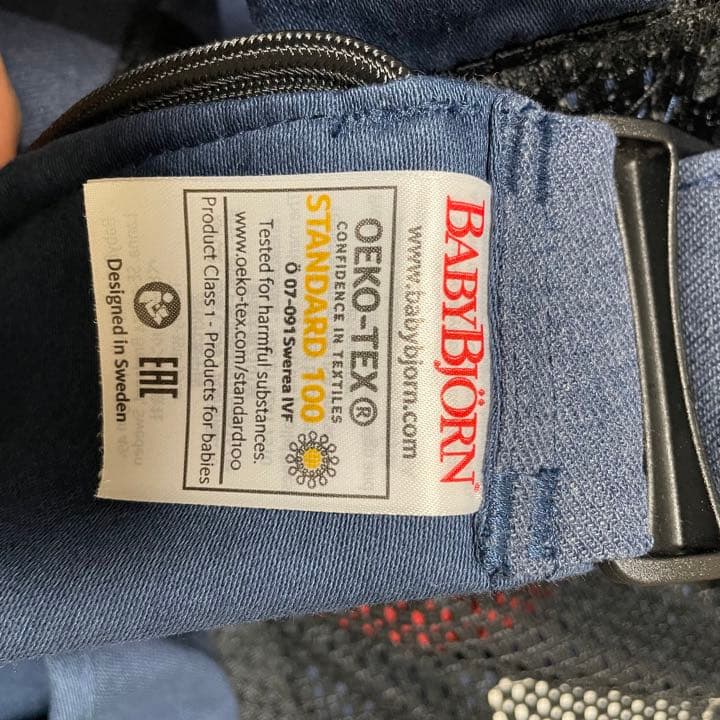 BABYBJÖRN®
www.babybjorn.com
OEKO-TEX®
CONFIDENCE IN TEXTILES
STANDARD 100
Ö 07-091 Swerea IVF
Tested for harmful substances.
www.oeko-tex.com/standard100
Product Class 1 - Products for babies
EAC
Designed in Sweden